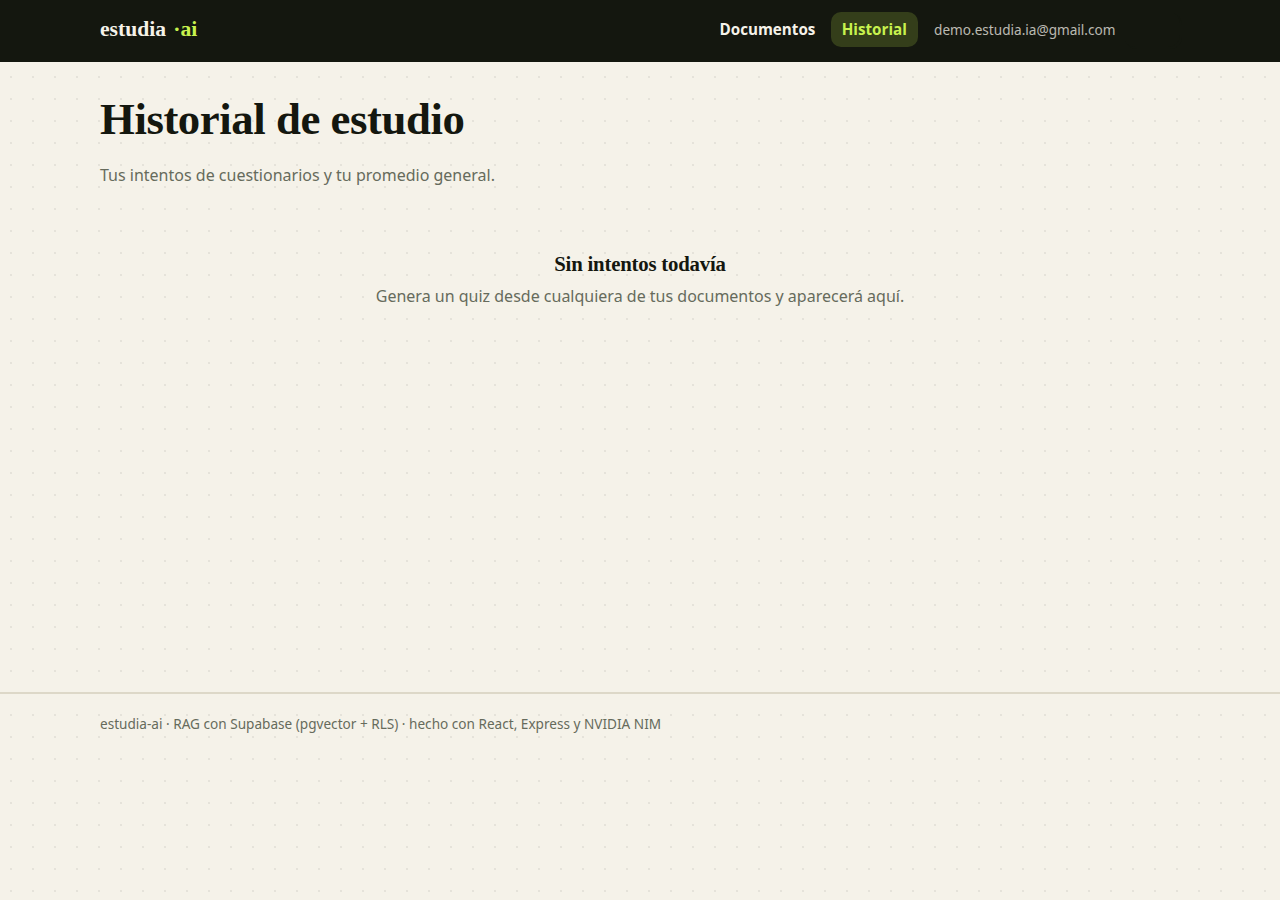 estudia ·ai
Documentos
Historial
demo.estudia.ia@gmail.com
Historial de estudio
Tus intentos de cuestionarios y tu promedio general.
Sin intentos todavía
Genera un quiz desde cualquiera de tus documentos y aparecerá aquí.
estudia-ai · RAG con Supabase (pgvector + RLS) · hecho con React, Express y NVIDIA NIM